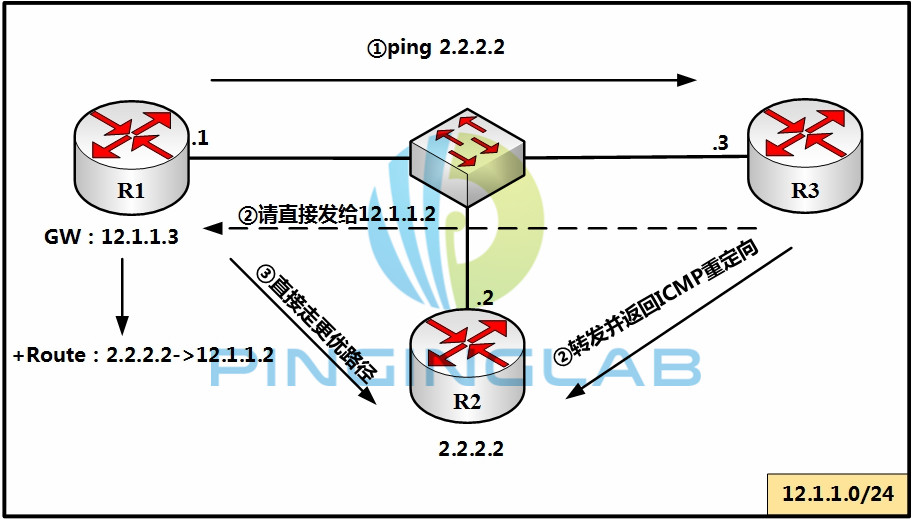 ①ping 2.2.2.2
.1
.3
R1
R3
②请直接发给12.1.1.2
GW：12.1.1.3
③直接走更优路径
②转发并返回ICMP重定向
.2
+Route：2.2.2.2->12.1.1.2
PINGINGLAB
R2
2.2.2.2
12.1.1.0/24